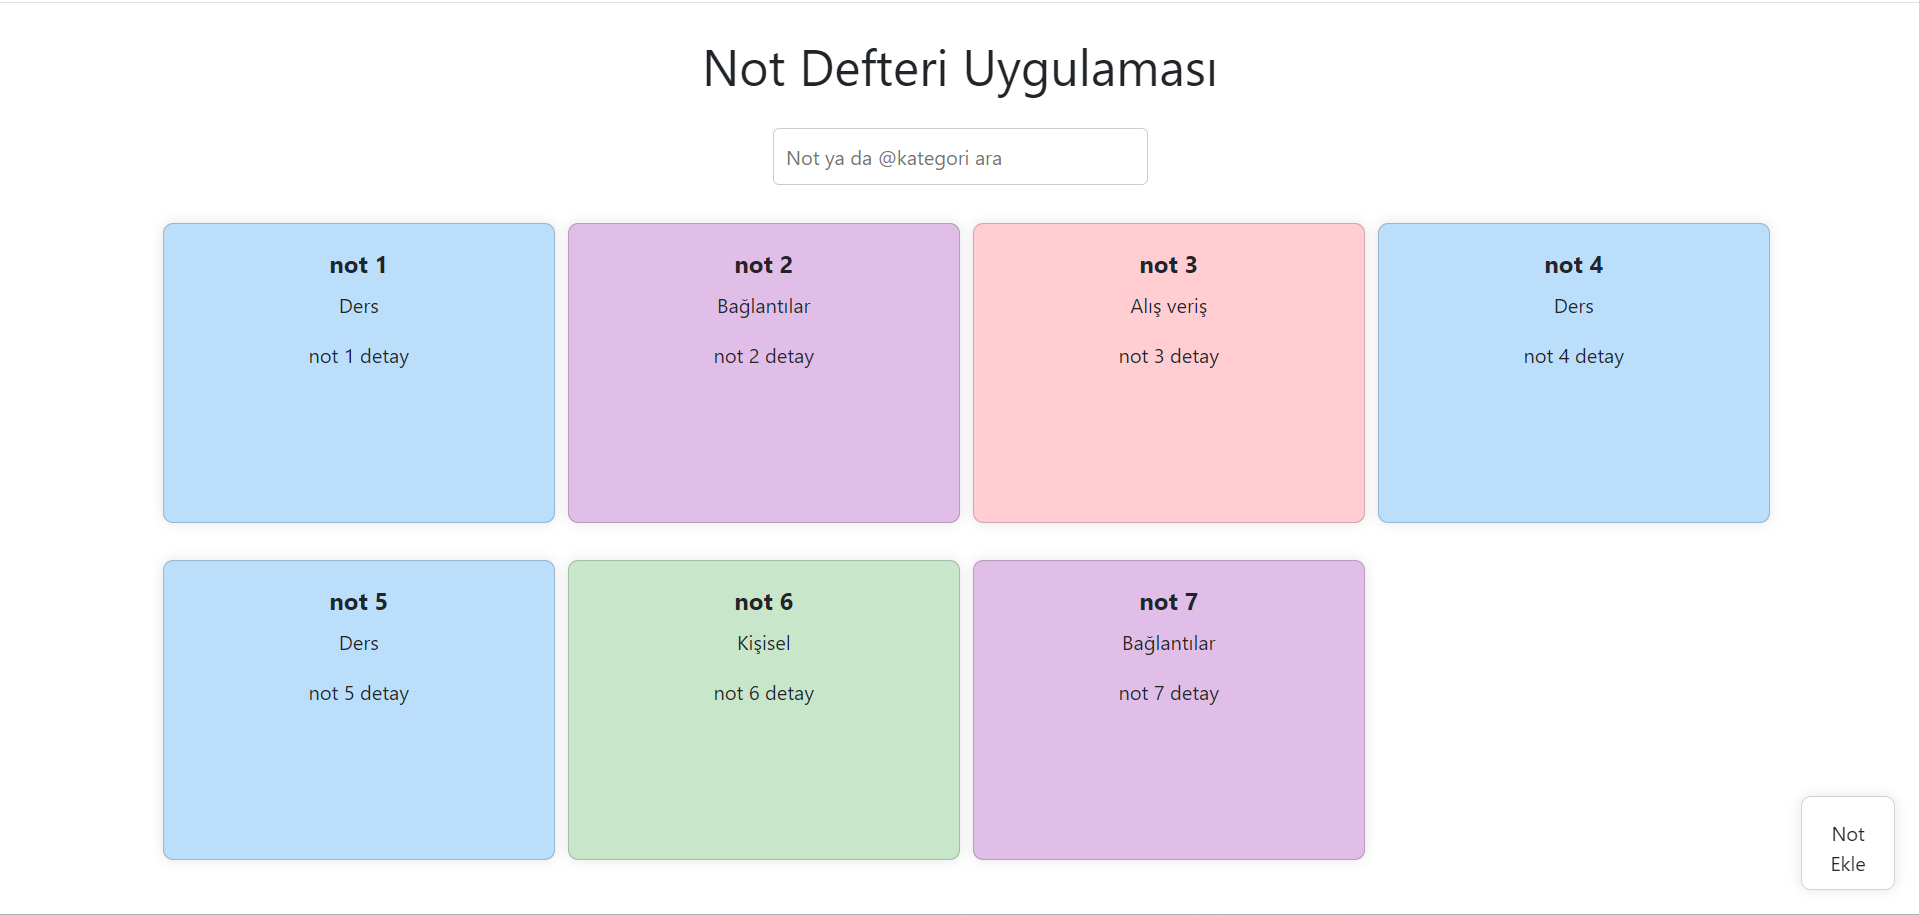 Not Defteri Uygulaması
Not ya da @kategori ara
not 1
Ders
not 1 detay
not 2
Bağlantılar
not 2 detay
not 3
Alış veriş
not 3 detay
not 4
Ders
not 4 detay
not 5
Ders
not 5 detay
not 6
Kişisel
not 6 detay
not 7
Bağlantılar
not 7 detay
Not
Ekle